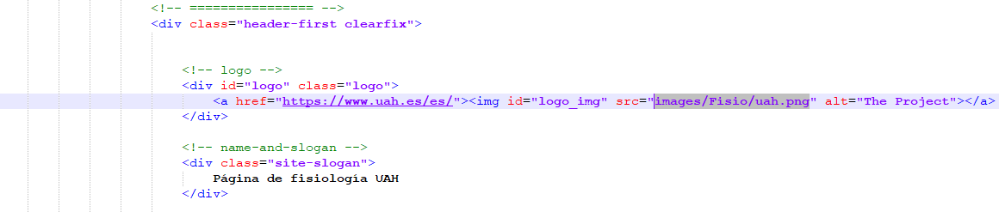 <!-- ================ -->
<div class="header-first clearfix">
<!-- logo -->
<div id="logo" class="logo">
<a href="https://www.uah.es/es/"><img id="logo_img" src="images/Fisio/uah.png" alt="The Project"></a>
</div>
<!-- name-and-slogan -->
<div class="site-slogan">
Página de fisiología UAH
</div>